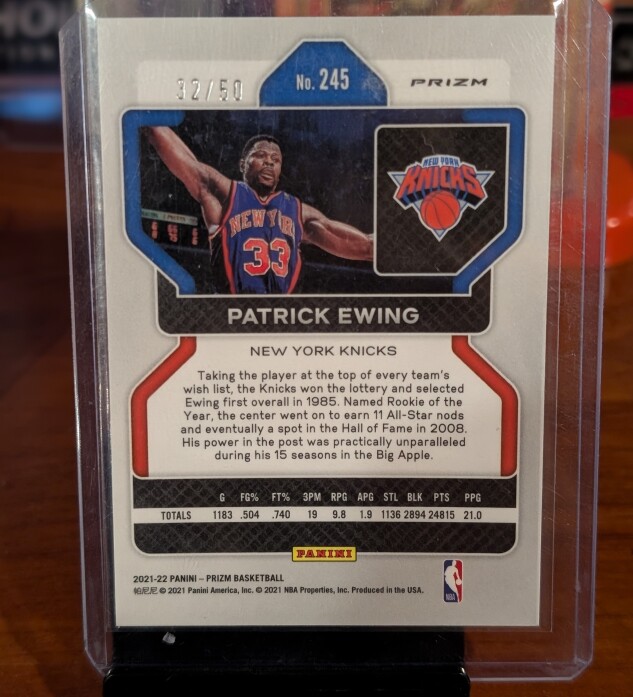 32/50
No. 245
PRIZM
NEW YORK
KNICKS
33
PATRICK EWING
NEW YORK KNICKS
Taking the player at the top of every team's
wish list, the Knicks won the lottery and selected
Ewing first overall in 1985. Named Rookie of the
Year, the center went on to earn 11 All-Star nods
and eventually a spot in the Hall of Fame in 2008.
His power in the post was practically unparalleled
during his 15 seasons in the Big Apple.
G FG% FT% 3PM RPG APG STL BLK PTS PPG
TOTALS 1183 .504 .740 19 9.8 1.9 1136 2894 24815 21.0
PANINI
2021-22 PANINI – PRIZM BASKETBALL
帕尼尼 © 2021 Panini America, Inc. © 2021 NBA Properties, Inc. Produced in the USA.
NBA